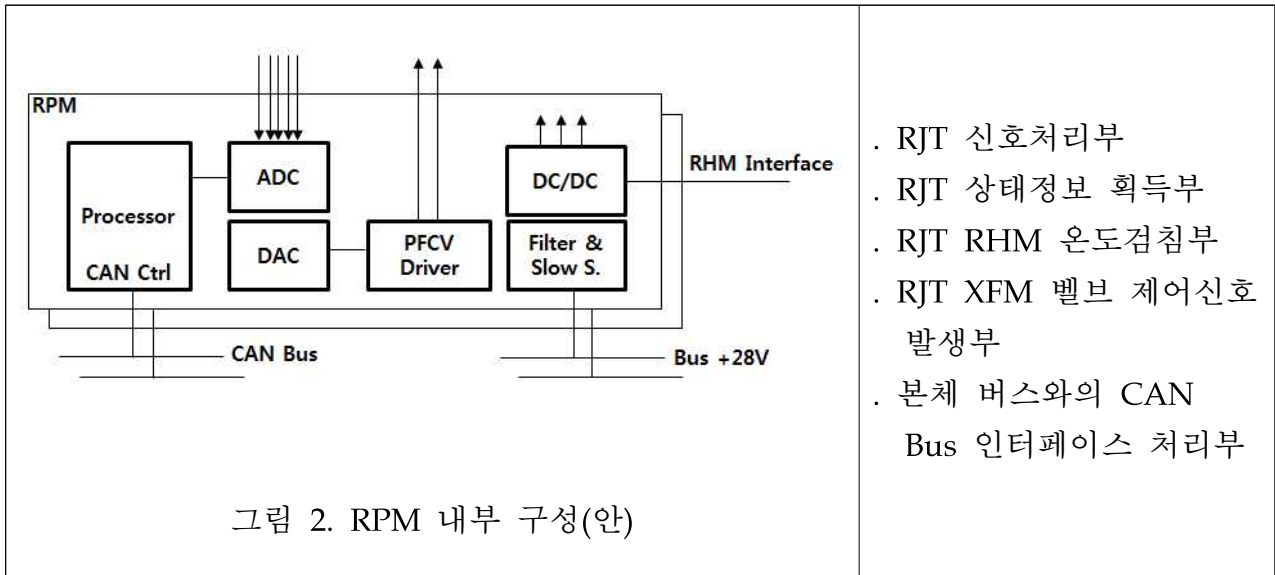 RPM
Processor
CAN Ctrl
ADC
DAC
PFCV
Driver
DC/DC
Filter &
Slow S.
RHM Interface
CAN Bus
Bus +28V
그림 2. RPM 내부 구성(안)
. RJT 신호처리부
. RJT 상태정보 획득부
. RJT RHM 온도검침부
. RJT XFM 벨브 제어신호
발생부
. 본체 버스와의 CAN
Bus 인터페이스 처리부